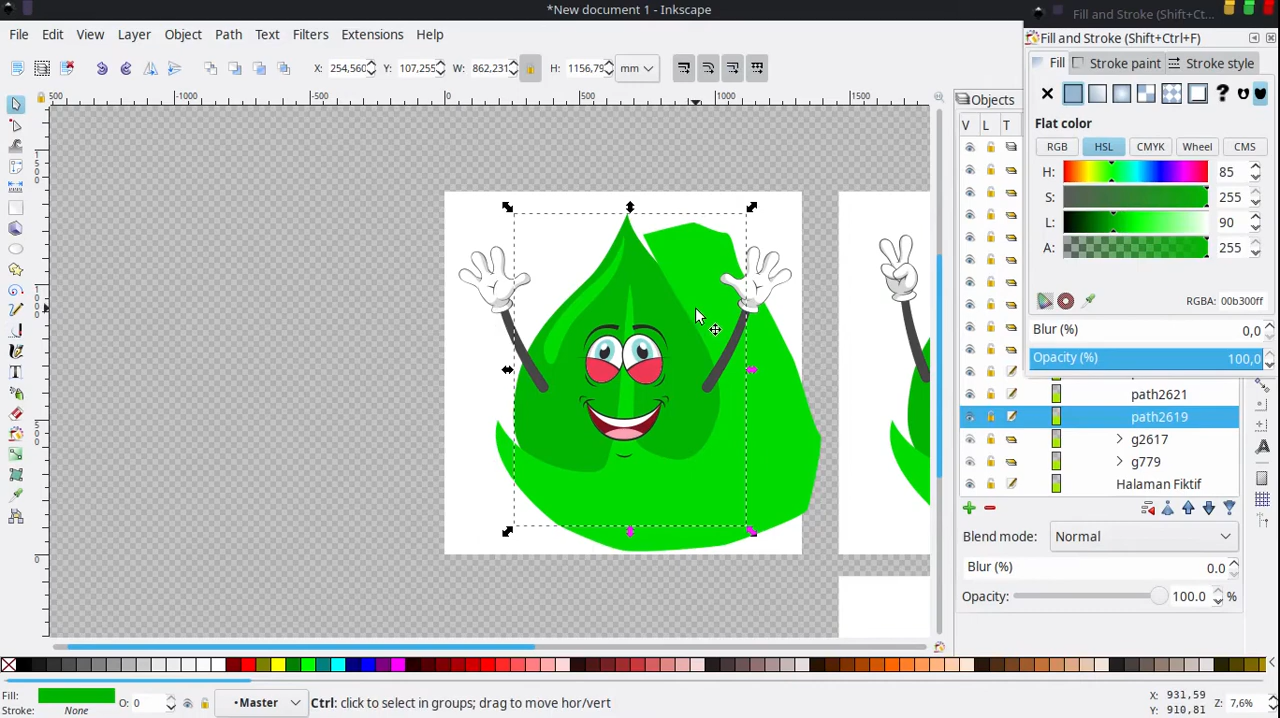 *New document 1 - Inkscape
Fill and Stroke (Shift+Ct...
File Edit View Layer Object Path Text Filters Extensions Help
Fill and Stroke (Shift+Ctrl+F)
X: 254,560 Y: 107,255 W: 862,231 H: 1156,79 mm
Fill Stroke paint Stroke style
500 -1000 -500 0 500 1000 1500
Objects
V L T
?
Flat color
RGB HSL CMYK Wheel CMS
H: 85
S: 255
L: 90
A: 255
RGBA: 00b300ff
Blur (%) 0,0
Opacity (%) 100,0
path2621
path2619
g2617
g779
Halaman Fiktif
Blend mode: Normal
Blur (%) 0.0
Opacity: 100.0 %
Fill:
Stroke: None
O: 0
•Master
Ctrl: click to select in groups; drag to move hor/vert
X: 931,59
Y: 910,81
Z: 7,6%